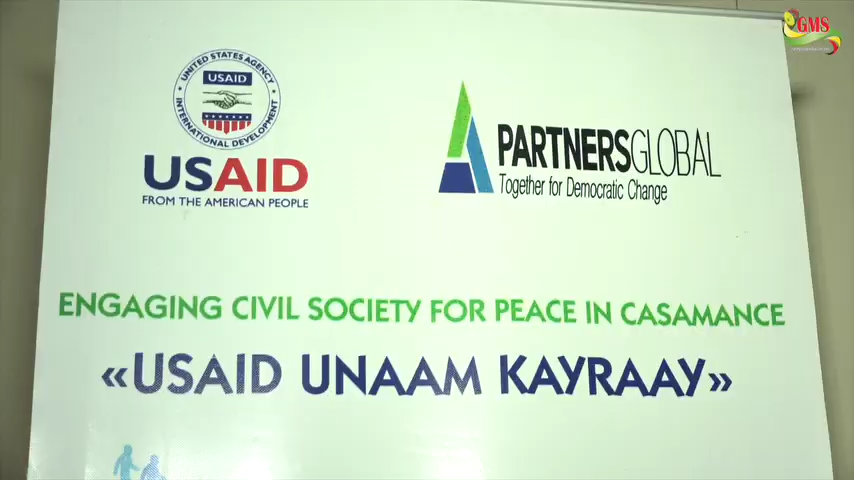 GMS
UNITED STATES AGENCY
USAID
INTERNATIONAL DEVELOPMENT
USAID
FROM THE AMERICAN PEOPLE
PARTNERSGLOBAL
Together for Democratic Change
ENGAGING CIVIL SOCIETY FOR PEACE IN CASAMANCE
«USAID UNAAM KAYRAAY»